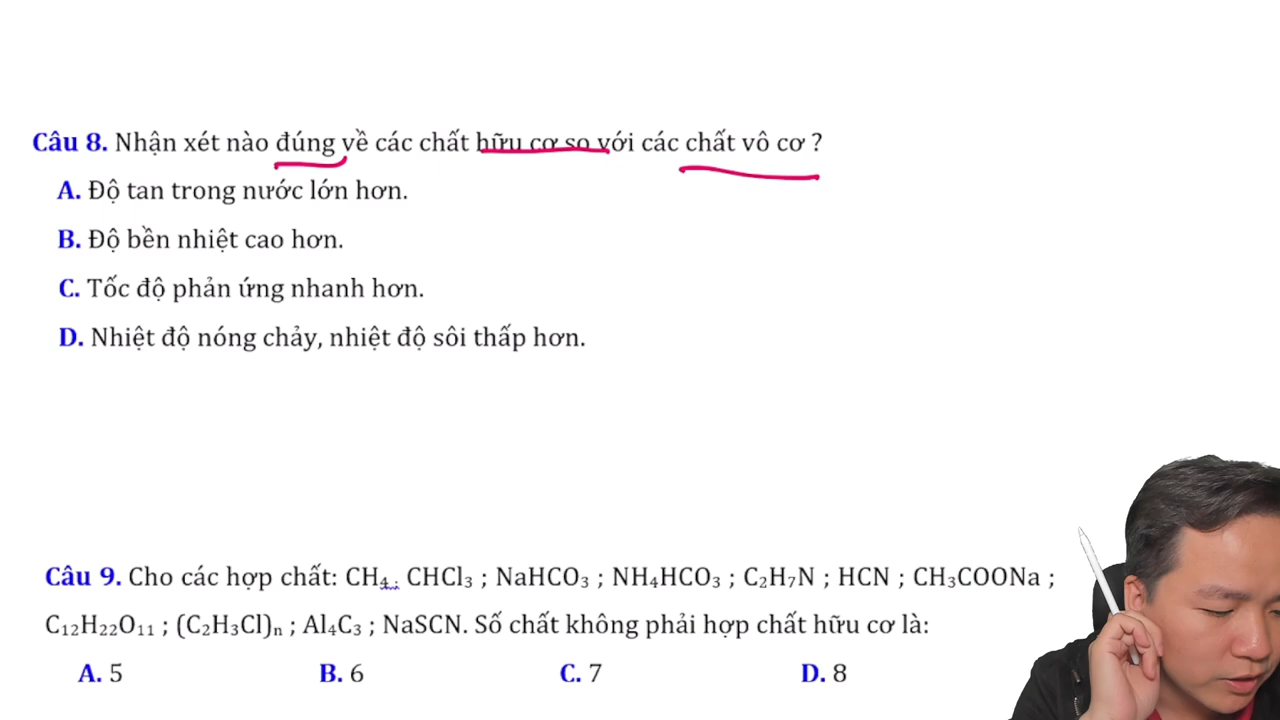 Câu 8. Nhận xét nào đúng về các chất hữu cơ so với các chất vô cơ ?
A. Độ tan trong nước lớn hơn.
B. Độ bền nhiệt cao hơn.
C. Tốc độ phản ứng nhanh hơn.
D. Nhiệt độ nóng chảy, nhiệt độ sôi thấp hơn.
Câu 9. Cho các hợp chất: CH₄ ; CHCl₃ ; NaHCO₃ ; NH₄HCO₃ ; C₂H₇N ; HCN ; CH₃COONa ;
C₁₂H₂₂O₁₁ ; (C₂H₃Cl)ₙ ; Al₄C₃ ; NaSCN. Số chất không phải hợp chất hữu cơ là:
A. 5 B. 6 C. 7 D. 8